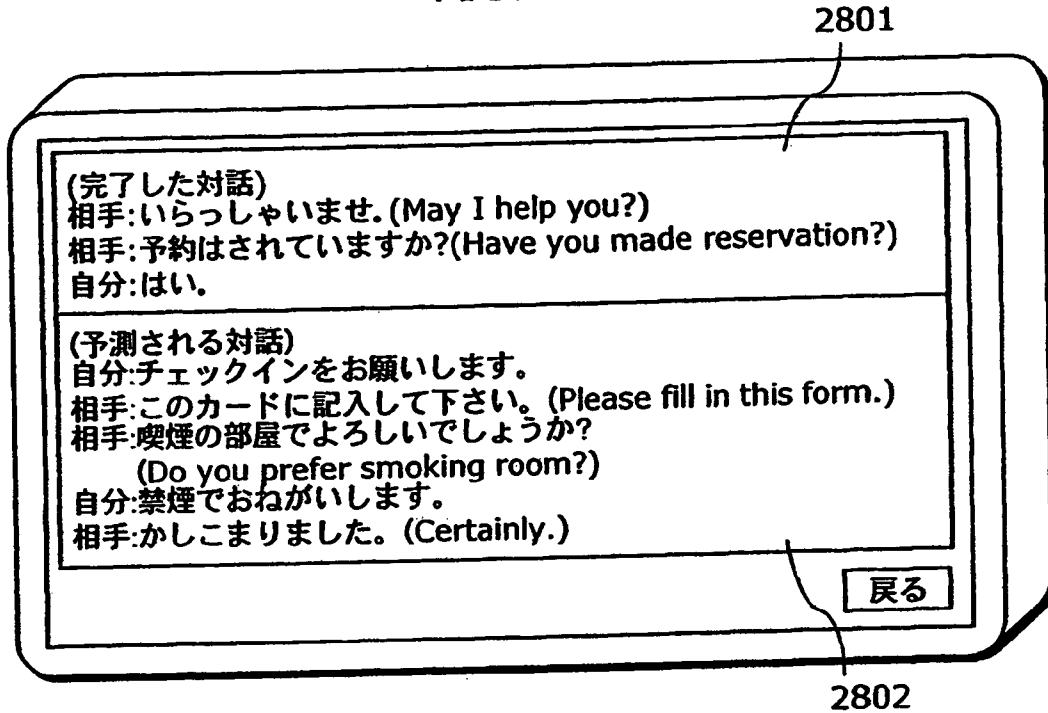 2801
(完了した対話)
相手:いらっしゃいませ.(May I help you?)
相手:予約はされていますか?(Have you made reservation?)
自分:はい。
(予測される対話)
自分:チェックインをお願いします。
相手:このカードに記入して下さい。(Please fill in this form.)
相手:喫煙の部屋でよろしいでしょうか?
(Do you prefer smoking room?)
自分:禁煙でおねがいします。
相手:かしこまりました。(Certainly.)
戻る
2802